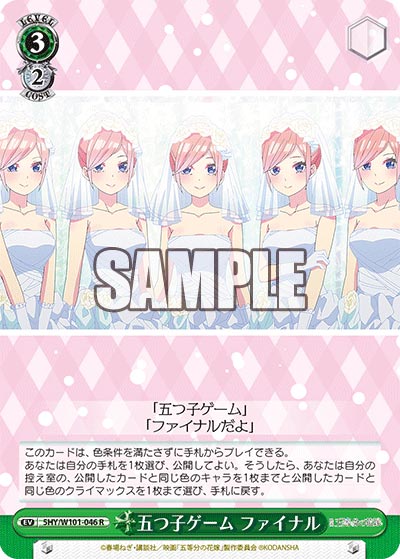 LEVEL
3
2
COST
SAMPLE
「五つ子ゲーム」
「ファイナルだよ」
このカードは、色条件を満たさずに手札からプレイできる。
あなたは自分の手札を1枚選び、公開してよい。そうしたら、あなたは自分の
控え室の、公開したカードと同じ色のキャラを1枚までと公開したカードと
同じ色のクライマックスを1枚まで選び、手札に戻す。
EV 5HY/W101-046 R 五つ子ゲーム ファイナル
©春場ねぎ・講談社／映画「五等分の花嫁」製作委員会 ®KODANSHA